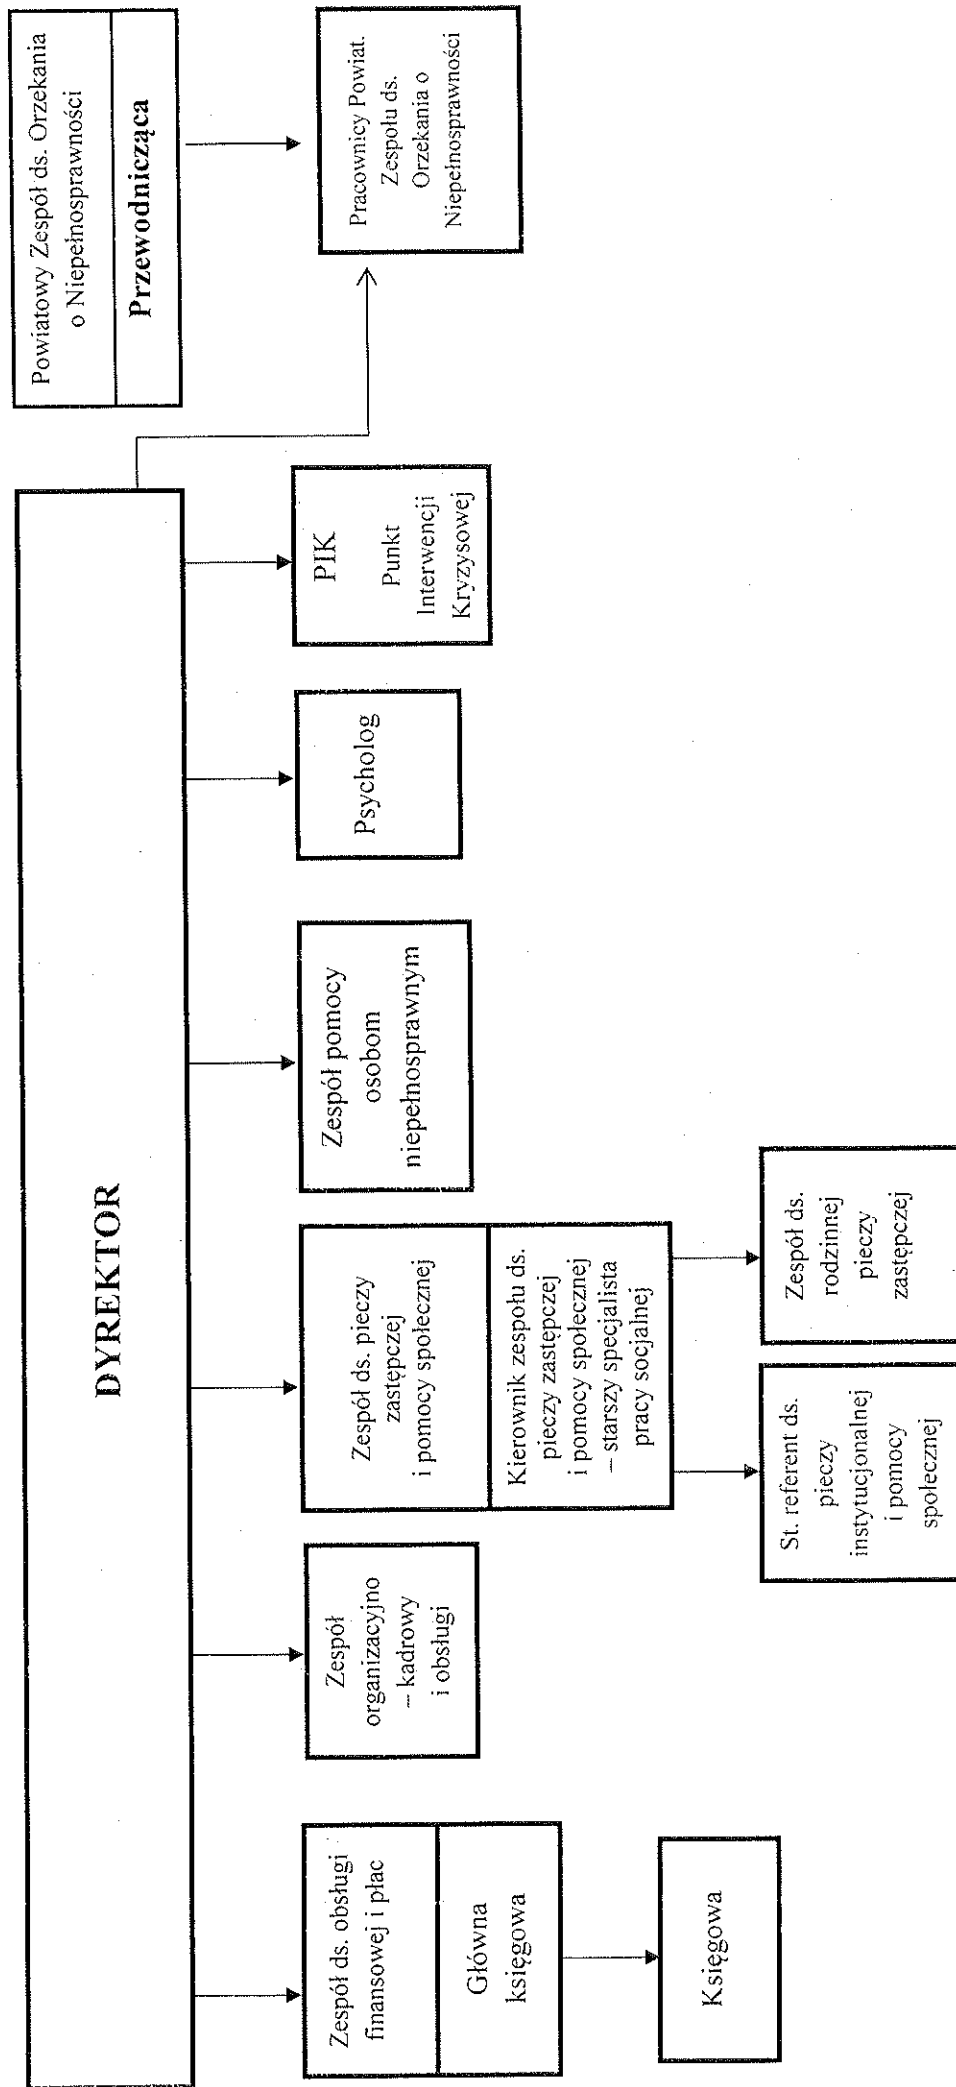 DYREKTOR
Powiatowy Zespół ds. Orzekania
o Niepełnosprawności
Przewodnicząca
Zespół ds. obsługi
finansowej i płac
Główna
księgowa
Księgowa
Zespół
organizacyjno
– kadrowy
i obsługi
Zespół ds. pieczy
zastępczej
i pomocy społecznej
Kierownik zespołu ds.
pieczy zastępczej
i pomocy społecznej
– starszy specjalista
pracy socjalnej
St. referent ds.
pieczy
instytucjonalnej
i pomocy
społecznej
Zespół ds.
rodzinnej
pieczy
zastępczej
Zespół pomocy
osobom
niepełnosprawnym
Psycholog
PIK
Punkt
Interwencji
Kryzysowej
Pracownicy Powiat.
Zespołu ds.
Orzekania o
Niepełnosprawności